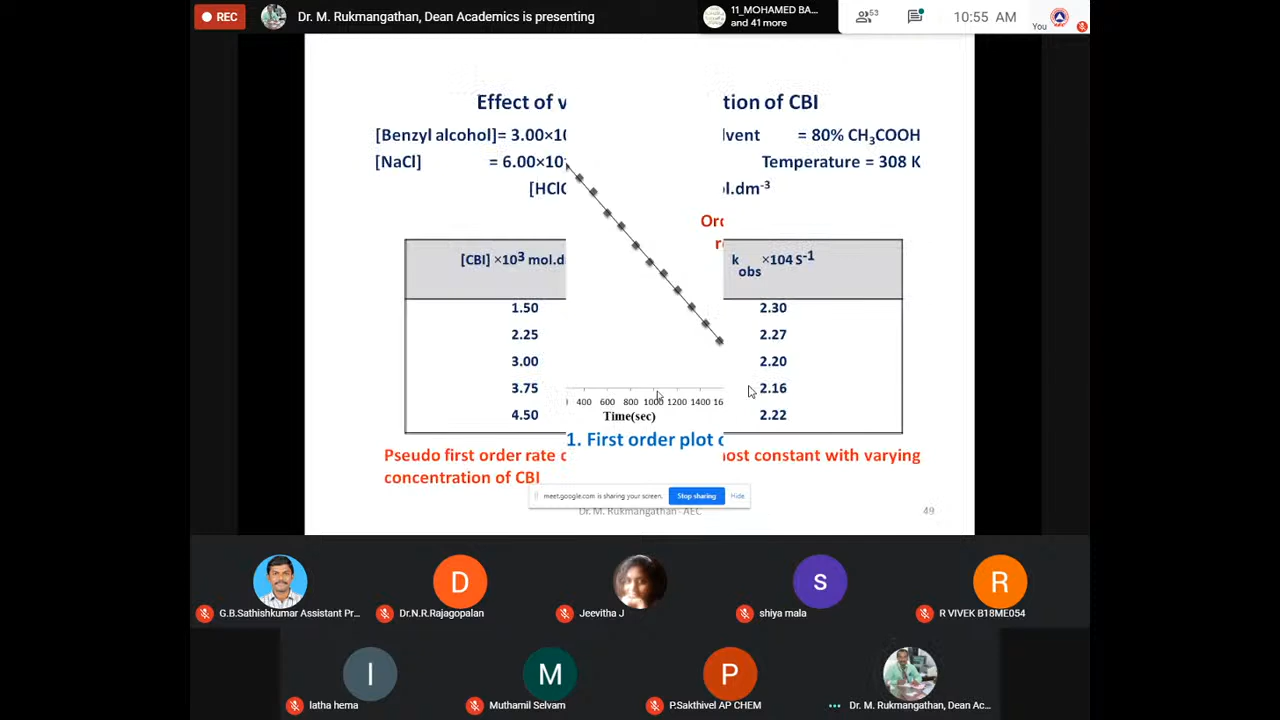 REC
Dr. M. Rukmangathan, Dean Academics is presenting
11_MOHAMED BA...
and 41 more
53
10:55 AM
You
Effect of v
tion of CBI
[Benzyl alcohol]= 3.00×10
lvent = 80% CH₃COOH
[NaCl] = 6.00×10
Temperature = 308 K
[HClO
ol.dm⁻³
Ord
r
[CBI] ×10³ mol.d
k obs ×104 S⁻¹
1.50 2.30
2.25 2.27
3.00 2.20
3.75 2.16
4.50 2.22
400 600 800 1000 1200 1400 16
Time(sec)
1. First order plot
Pseudo first order rate
ost constant with varying
concentration of CBI
meet.google.com is sharing your screen.
Stop sharing
Hide
Dr. M. Rukmangathan - AEC
49
G.B.Sathishkumar Assistant Pr...
D
Dr.N.R.Rajagopalan
Jeevitha J
s
shiya mala
R
R VIVEK B18ME054
l
latha hema
M
Muthamil Selvam
P
P.Sakthivel AP CHEM
Dr. M. Rukmangathan, Dean Ac...